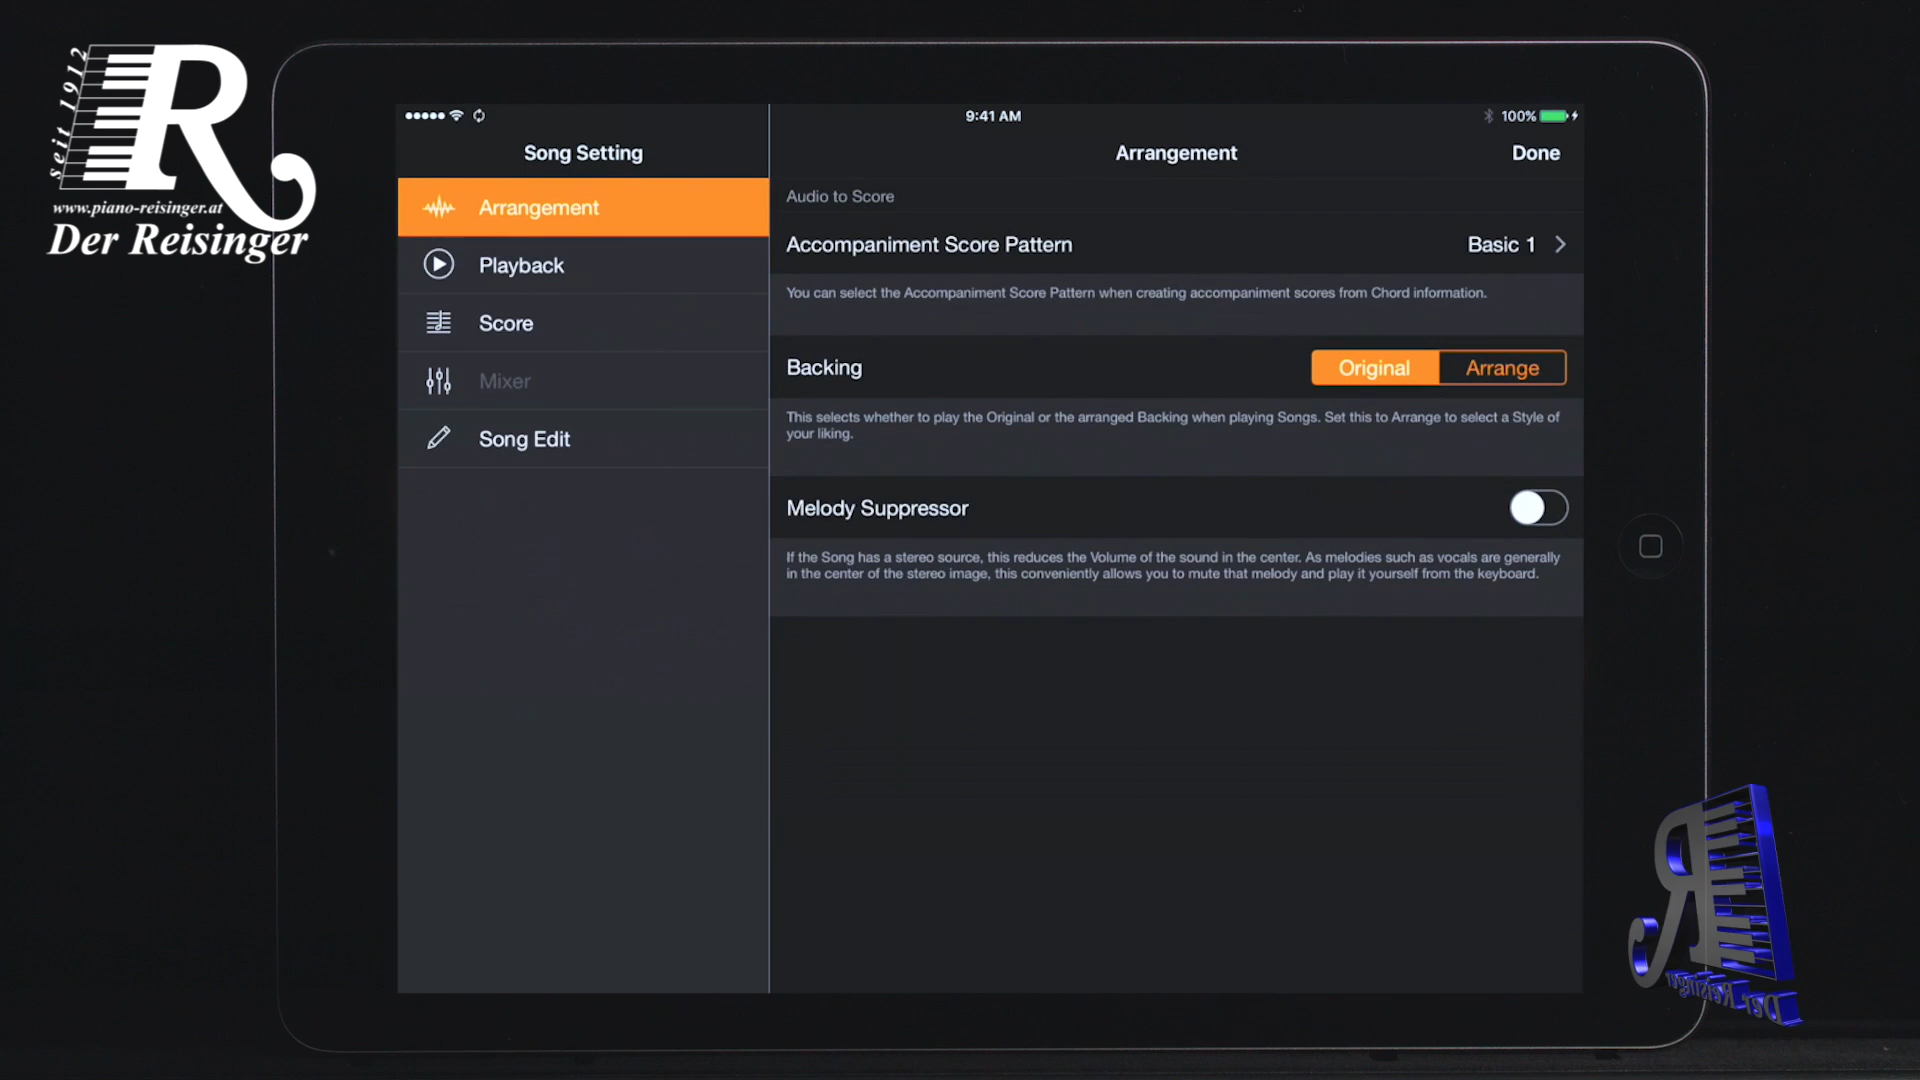 seit 1912
R
www.piano-reisinger.at
Der Reisinger
9:41 AM
100%
Song Setting
Arrangement
Playback
Score
Mixer
Song Edit
Arrangement
Done
Audio to Score
Accompaniment Score Pattern
Basic 1
You can select the Accompaniment Score Pattern when creating accompaniment scores from Chord information.
Backing
Original
Arrange
This selects whether to play the Original or the arranged Backing when playing Songs. Set this to Arrange to select a Style of
your liking.
Melody Suppressor
If the Song has a stereo source, this reduces the Volume of the sound in the center. As melodies such as vocals are generally
in the center of the stereo image, this conveniently allows you to mute that melody and play it yourself from the keyboard.
R
Der Reisinger